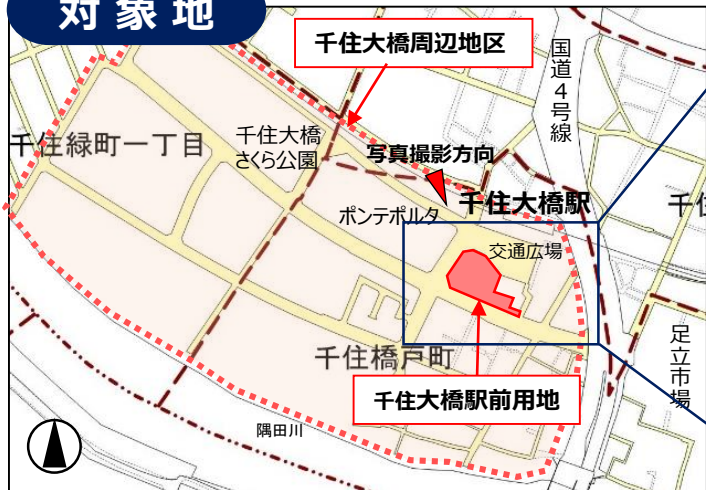 対象地
千住大橋周辺地区
国道4号線
千住緑町一丁目
千住大橋
さくら公園
写真撮影方向
千住大橋駅
千住
ポンテポルタ
交通広場
千住橋戸町
足立市場
千住大橋駅前用地
隅田川